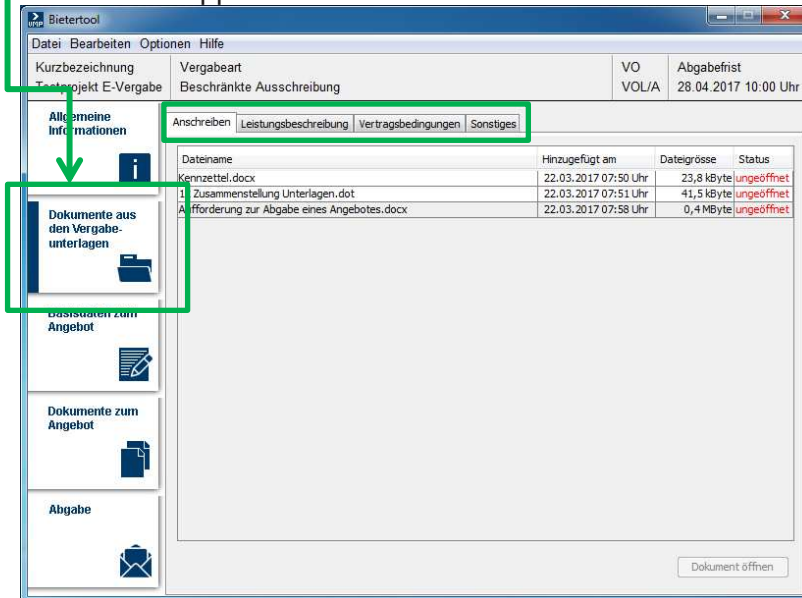 Bietertool
Datei Bearbeiten Optionen Hilfe
Kurzbezeichnung Vergabeart VO Abgabefrist
Testprojekt E-Vergabe Beschränkte Ausschreibung VOL/A 28.04.2017 10:00 Uhr
Allgemeine
Informationen
Anschreiben Leistungsbeschreibung Vertragsbedingungen Sonstiges
Dateiname Hinzugefügt am Dateigrösse Status
Kennzettel.docx 22.03.2017 07:50 Uhr 23,8 kByte ungeöffnet
Zusammenstellung Unterlagen.dot 22.03.2017 07:51 Uhr 41,5 kByte ungeöffnet
Aufforderung zur Abgabe eines Angebotes.docx 22.03.2017 07:58 Uhr 0,4 MByte ungeöffnet
Dokumente aus
den Vergabe-
unterlagen
Basisdaten zum
Angebot
Dokumente zum
Angebot
Abgabe
Dokument öffnen